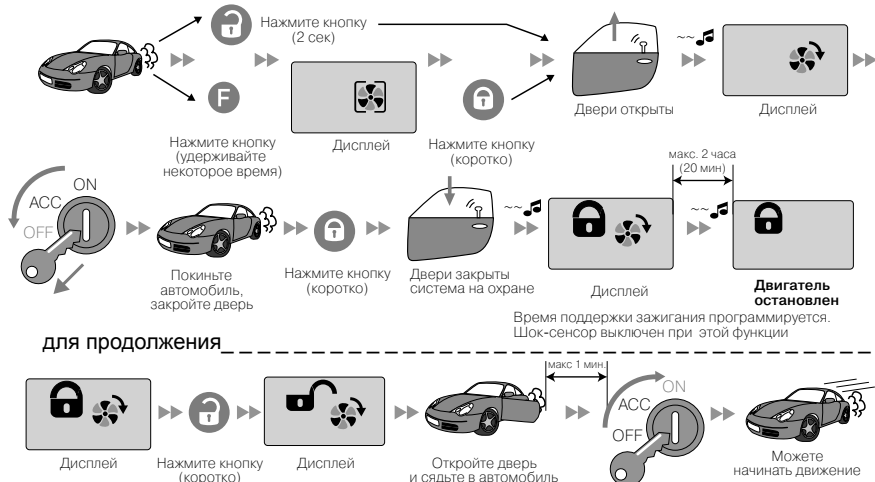 Нажмите кнопку
(2 сек)
F
Нажмите кнопку
(удерживайте
некоторое время)
Дисплей
Нажмите кнопку
(коротко)
Двери открыты
Дисплей
ON
ACC
OFF
Покиньте
автомобиль,
закройте дверь
Нажмите кнопку
(коротко)
Двери закрыты
система на охране
Дисплей
макс. 2 часа
(20 мин)
Двигатель
остановлен
Время поддержки зажигания программируется.
Шок-сенсор выключен при этой функции
для продолжения
Дисплей
Нажмите кнопку
(коротко)
Дисплей
Откройте дверь
и сядьте в автомобиль
макс 1 мин.
ON
ACC
OFF
Можете
начинать движение